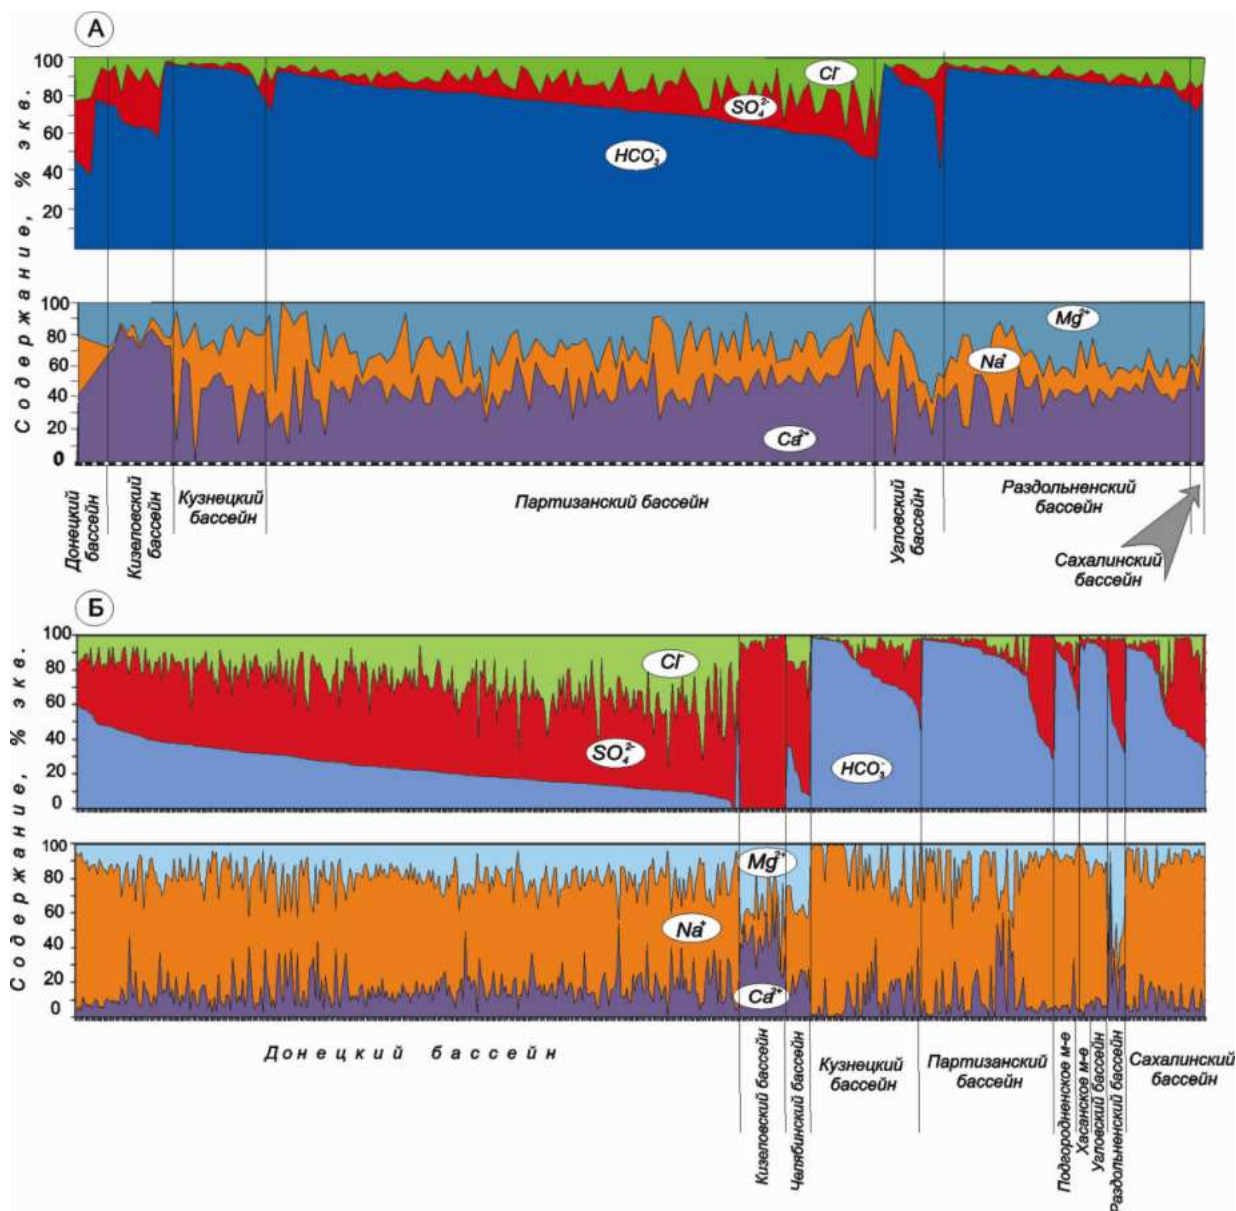 А
Содержание, % экв.
100
80
60
40
20
Cl⁻
SO₄²⁻
HCO₃⁻
100
80
60
40
20
0
Mg²⁺
Na⁺
Ca²⁺
Донецкий
бассейн
Кизеловский
бассейн
Кузнецкий
бассейн
Партизанский бассейн
Угловский
бассейн
Раздольненский
бассейн
Сахалинский
бассейн
Б
Содержание, % экв.
100
80
60
40
20
0
Cl⁻
SO₄²⁻
HCO₃⁻
100
80
60
40
20
0
Mg²⁺
Na⁺
Ca²⁺
Донецкий бассейн
Кизеловский бассейн
Челябинский бассейн
Кузнецкий
бассейн
Партизанский
бассейн
Подгородненское м-е
Хасанское м-е
Угловский бассейн
Раздольненский бассейн
Сахалинский
бассейн